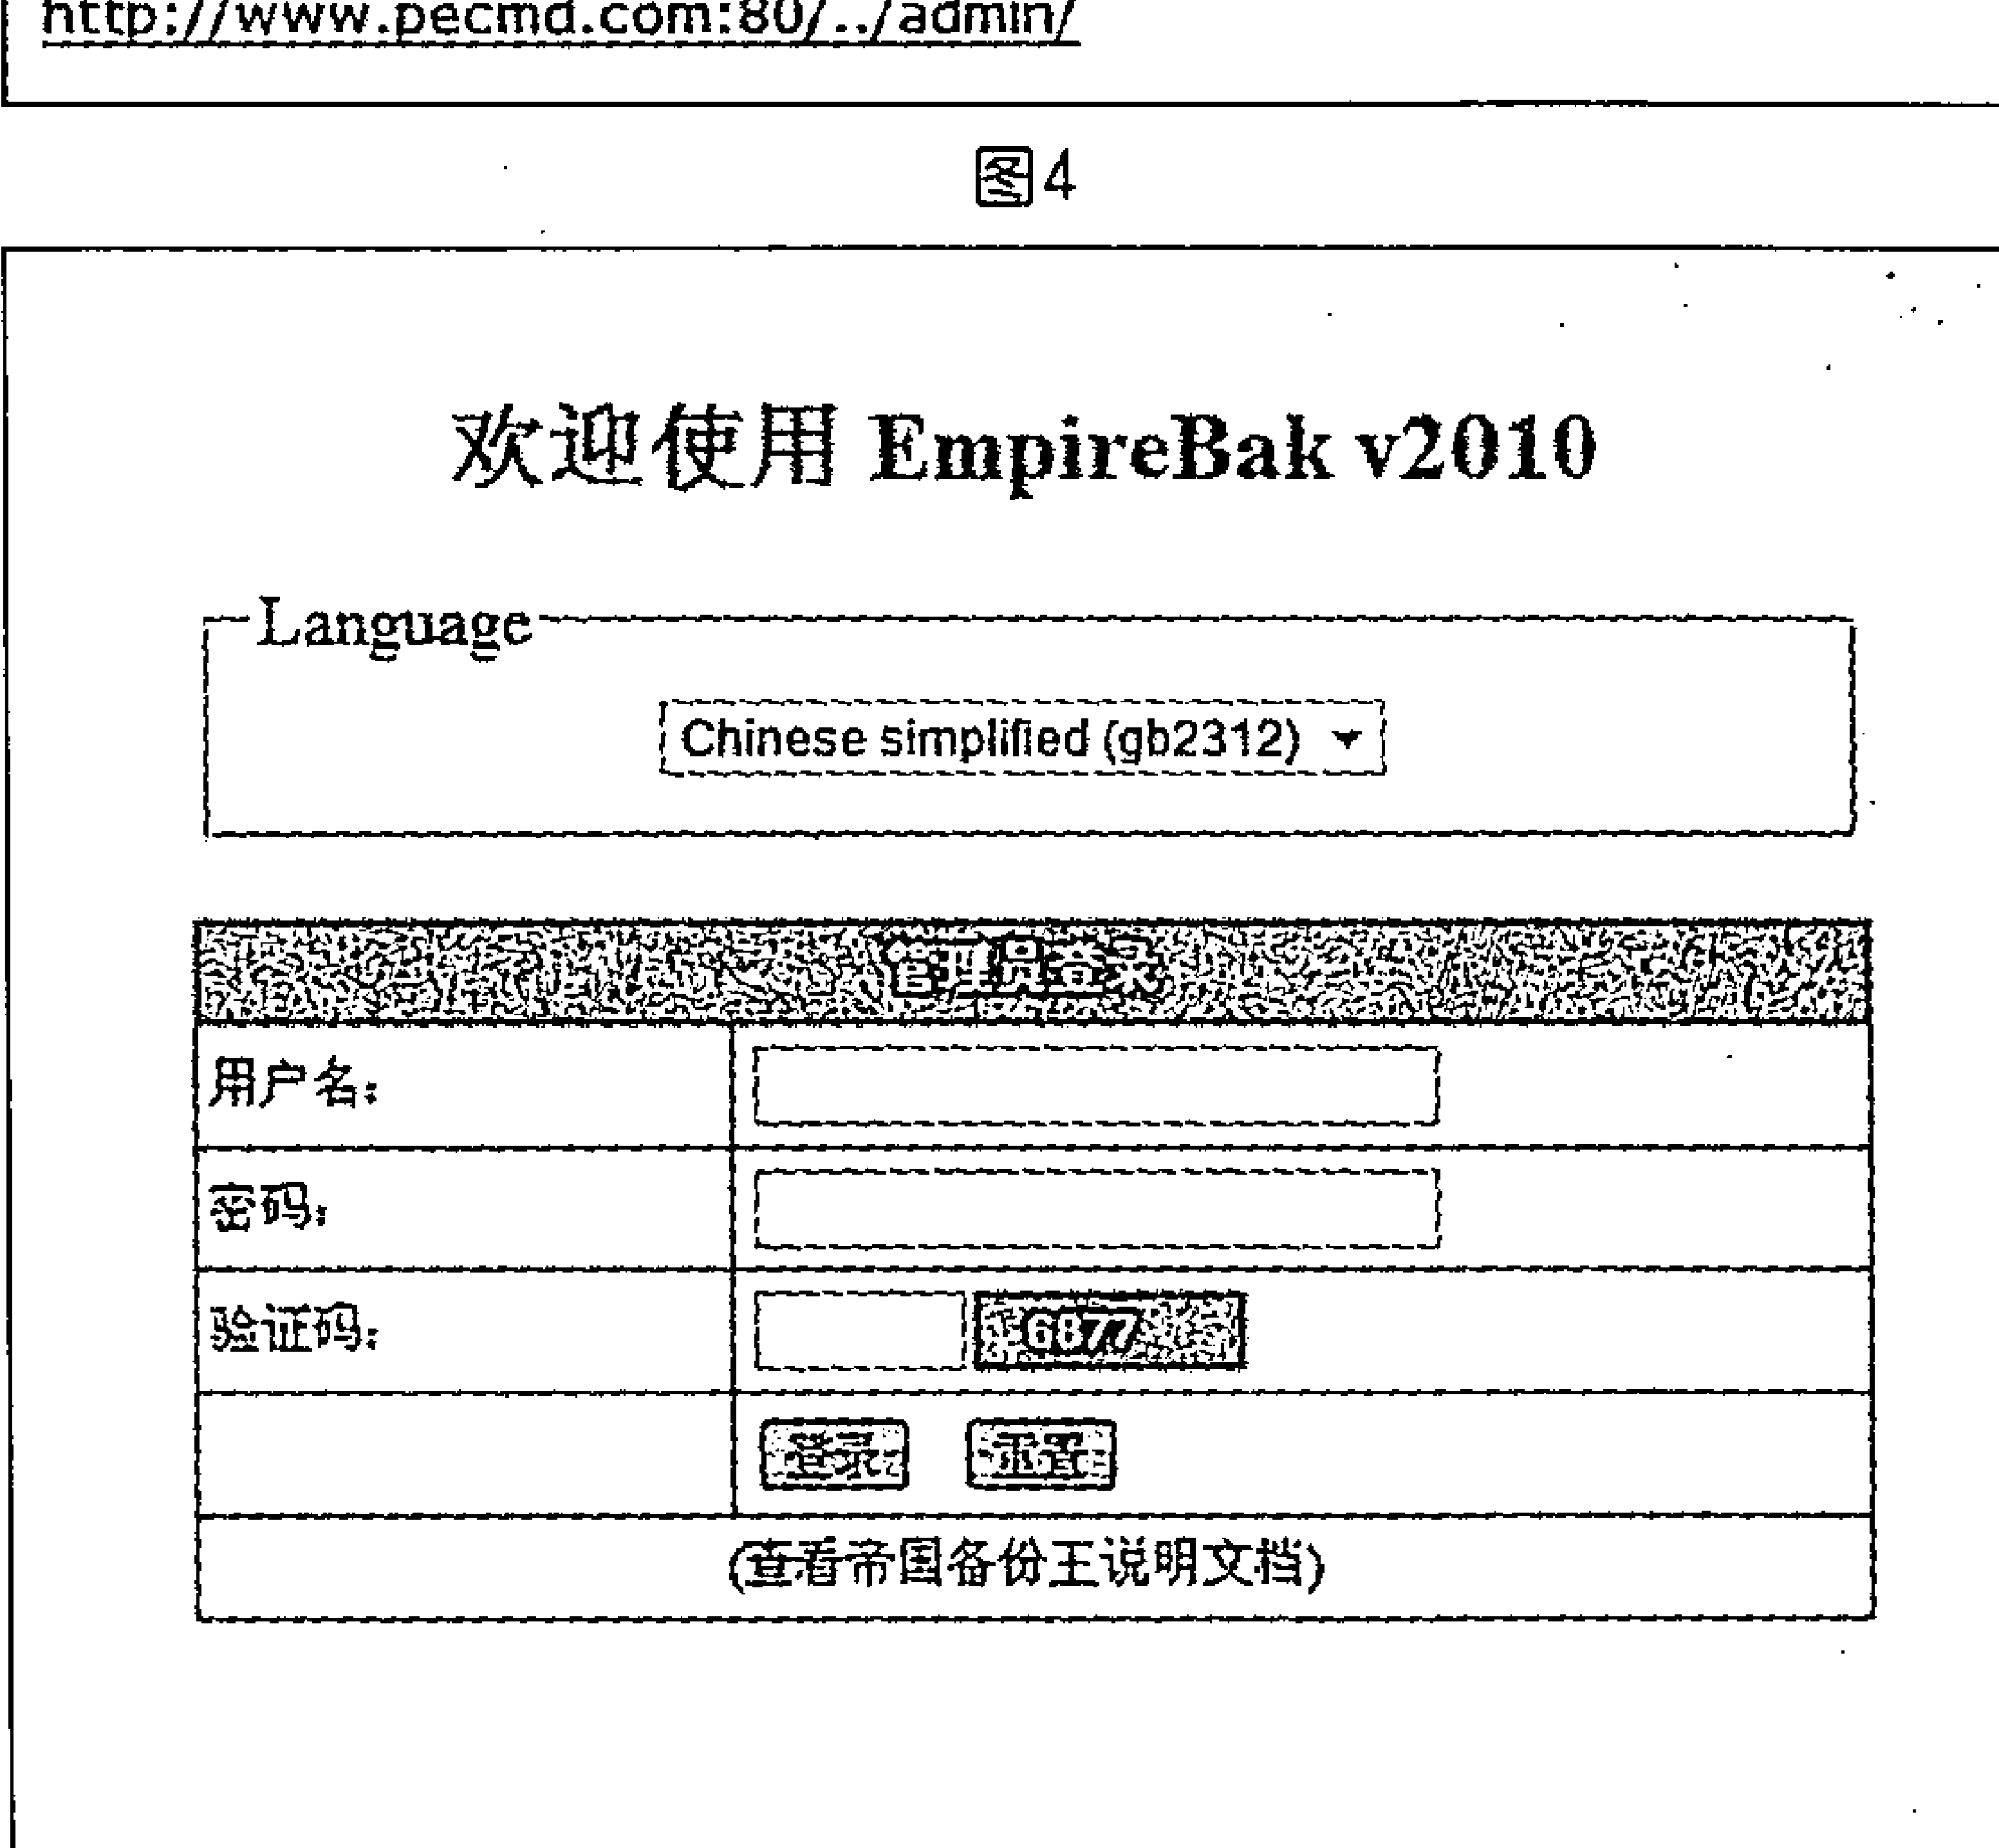 http://www.pecmd.com:80/../admin/
图4
欢迎使用 EmpireBak v2010
Language
Chinese simplified (gb2312)
管理员登录
用户名:
密码:
验证码: 6877
登录 重置
(查看帝国备份王说明文档)